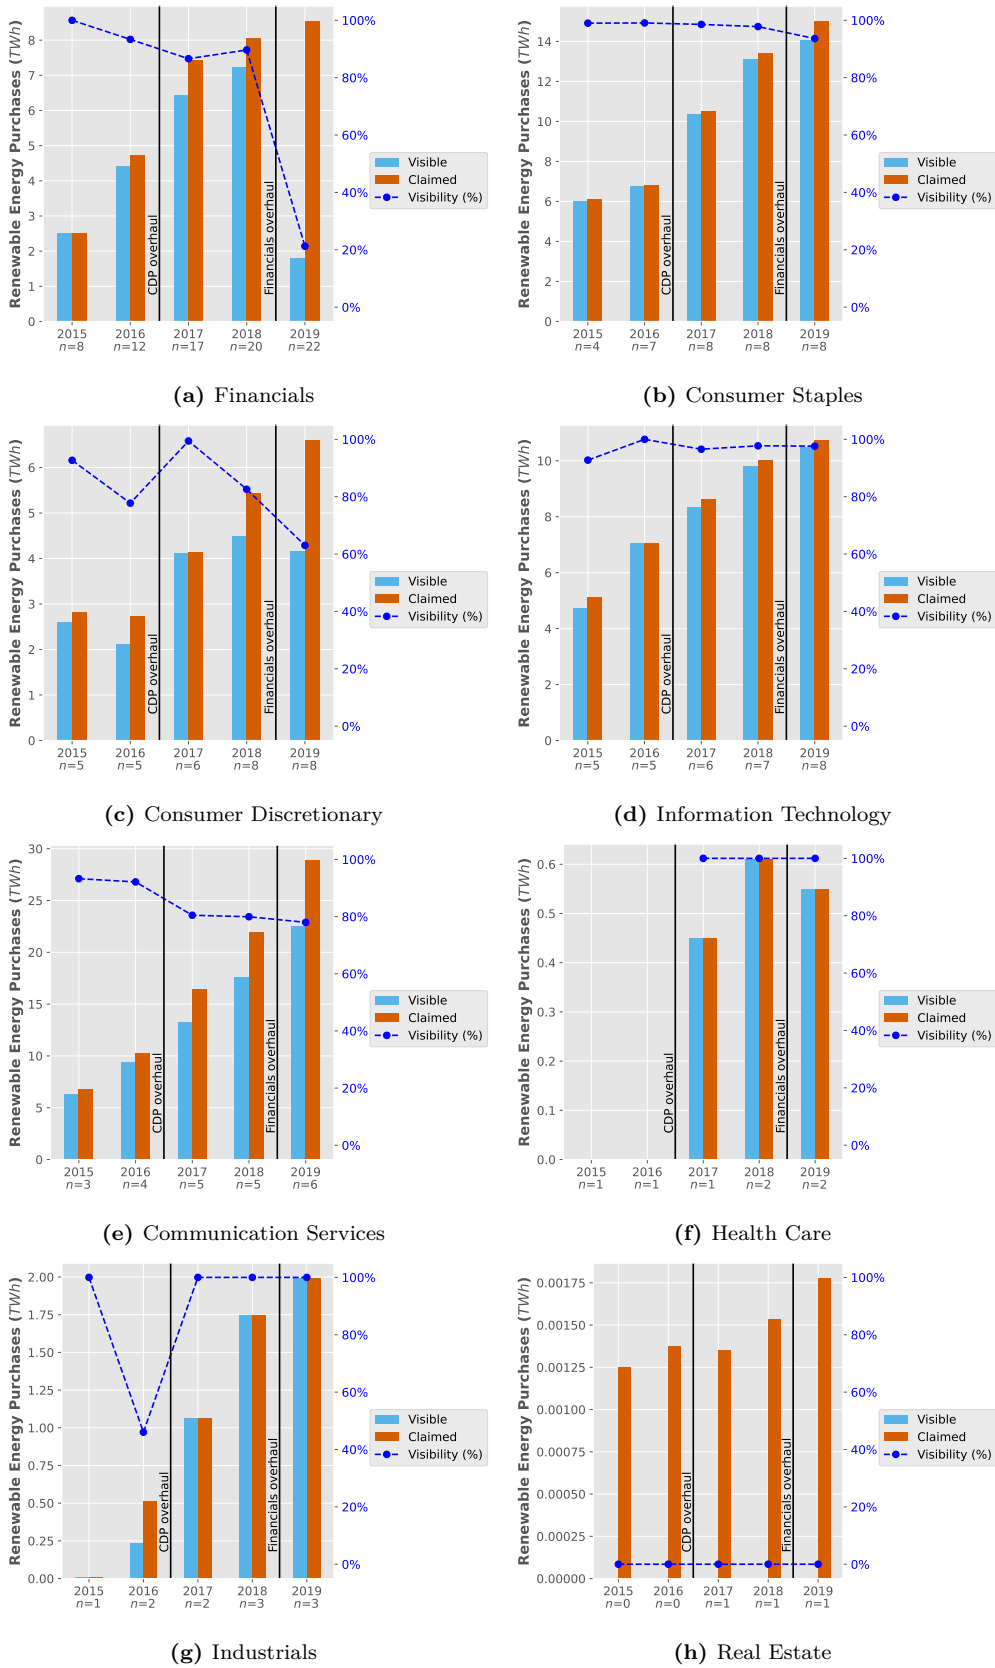 Renewable Energy Purchases (TWh)
8
7
6
5
4
3
2
1
0
100%
80%
60%
40%
20%
0%
CDP overhaul
Financials overhaul
Visible
Claimed
Visibility (%)
2015 2016 2017 2018 2019
n=8 n=12 n=17 n=20 n=22
(a) Financials
Renewable Energy Purchases (TWh)
14
12
10
8
6
4
2
0
100%
80%
60%
40%
20%
0%
CDP overhaul
Financials overhaul
Visible
Claimed
Visibility (%)
2015 2016 2017 2018 2019
n=4 n=7 n=8 n=8 n=8
(b) Consumer Staples
Renewable Energy Purchases (TWh)
6
5
4
3
2
1
0
100%
80%
60%
40%
20%
0%
CDP overhaul
Financials overhaul
Visible
Claimed
Visibility (%)
2015 2016 2017 2018 2019
n=5 n=5 n=6 n=8 n=8
(c) Consumer Discretionary
Renewable Energy Purchases (TWh)
10
8
6
4
2
0
100%
80%
60%
40%
20%
0%
CDP overhaul
Financials overhaul
Visible
Claimed
Visibility (%)
2015 2016 2017 2018 2019
n=5 n=5 n=6 n=7 n=8
(d) Information Technology
Renewable Energy Purchases (TWh)
30
25
20
15
10
5
0
100%
80%
60%
40%
20%
0%
CDP overhaul
Financials overhaul
Visible
Claimed
Visibility (%)
2015 2016 2017 2018 2019
n=3 n=4 n=5 n=5 n=6
(e) Communication Services
Renewable Energy Purchases (TWh)
0.6
0.5
0.4
0.3
0.2
0.1
0.0
100%
80%
60%
40%
20%
0%
CDP overhaul
Financials overhaul
Visible
Claimed
Visibility (%)
2015 2016 2017 2018 2019
n=1 n=1 n=1 n=2 n=2
(f) Health Care
Renewable Energy Purchases (TWh)
2.00
1.75
1.50
1.25
1.00
0.75
0.50
0.25
0.00
100%
80%
60%
40%
20%
0%
CDP overhaul
Financials overhaul
Visible
Claimed
Visibility (%)
2015 2016 2017 2018 2019
n=1 n=2 n=2 n=3 n=3
(g) Industrials
Renewable Energy Purchases (TWh)
0.00175
0.00150
0.00125
0.00100
0.00075
0.00050
0.00025
0.00000
100%
80%
60%
40%
20%
0%
CDP overhaul
Financials overhaul
Visible
Claimed
Visibility (%)
2015 2016 2017 2018 2019
n=0 n=0 n=1 n=1 n=1
(h) Real Estate